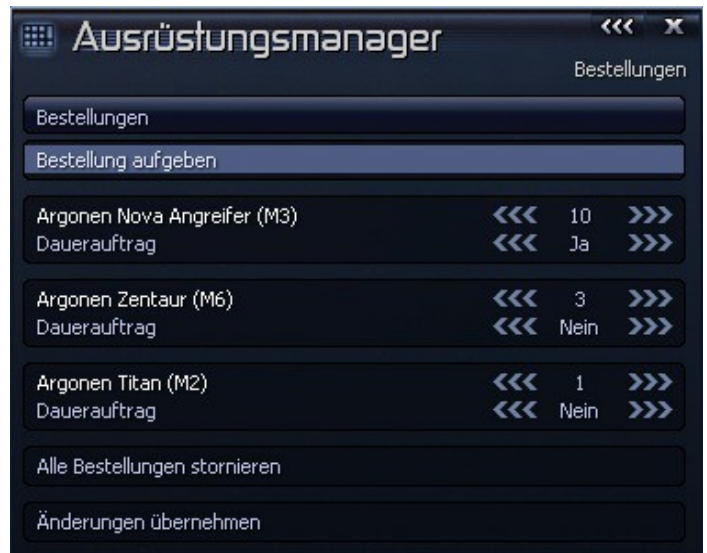 Ausrüstungsmanager
Bestellungen
Bestellungen
Bestellung aufgeben
Argonen Nova Angreifer (M3) <<< 10 >>>
Dauerauftrag <<< Ja >>>
Argonen Zentaur (M6) <<< 3 >>>
Dauerauftrag <<< Nein >>>
Argonen Titan (M2) <<< 1 >>>
Dauerauftrag <<< Nein >>>
Alle Bestellungen stornieren
Änderungen übernehmen